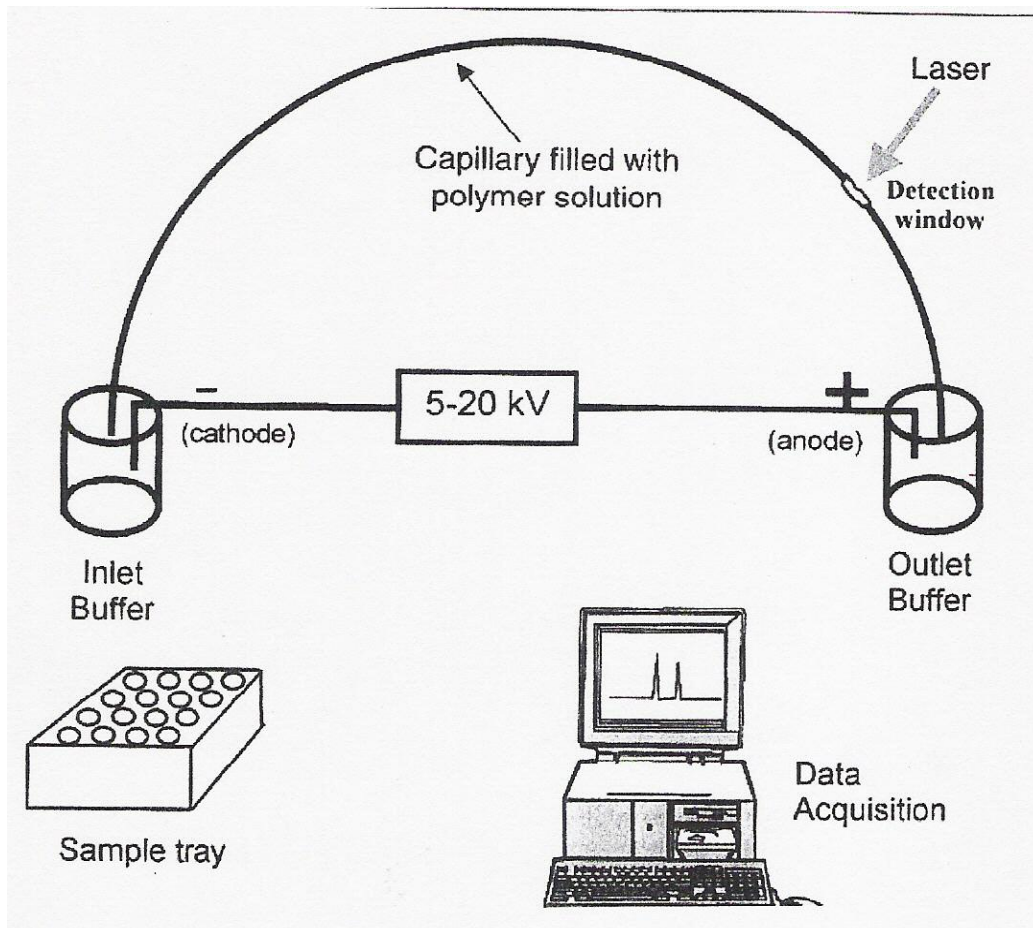 Laser
Capillary filled with
polymer solution
Detection
window
−
5-20 kV
+
(cathode)
(anode)
Inlet
Buffer
Outlet
Buffer
Sample tray
Data
Acquisition